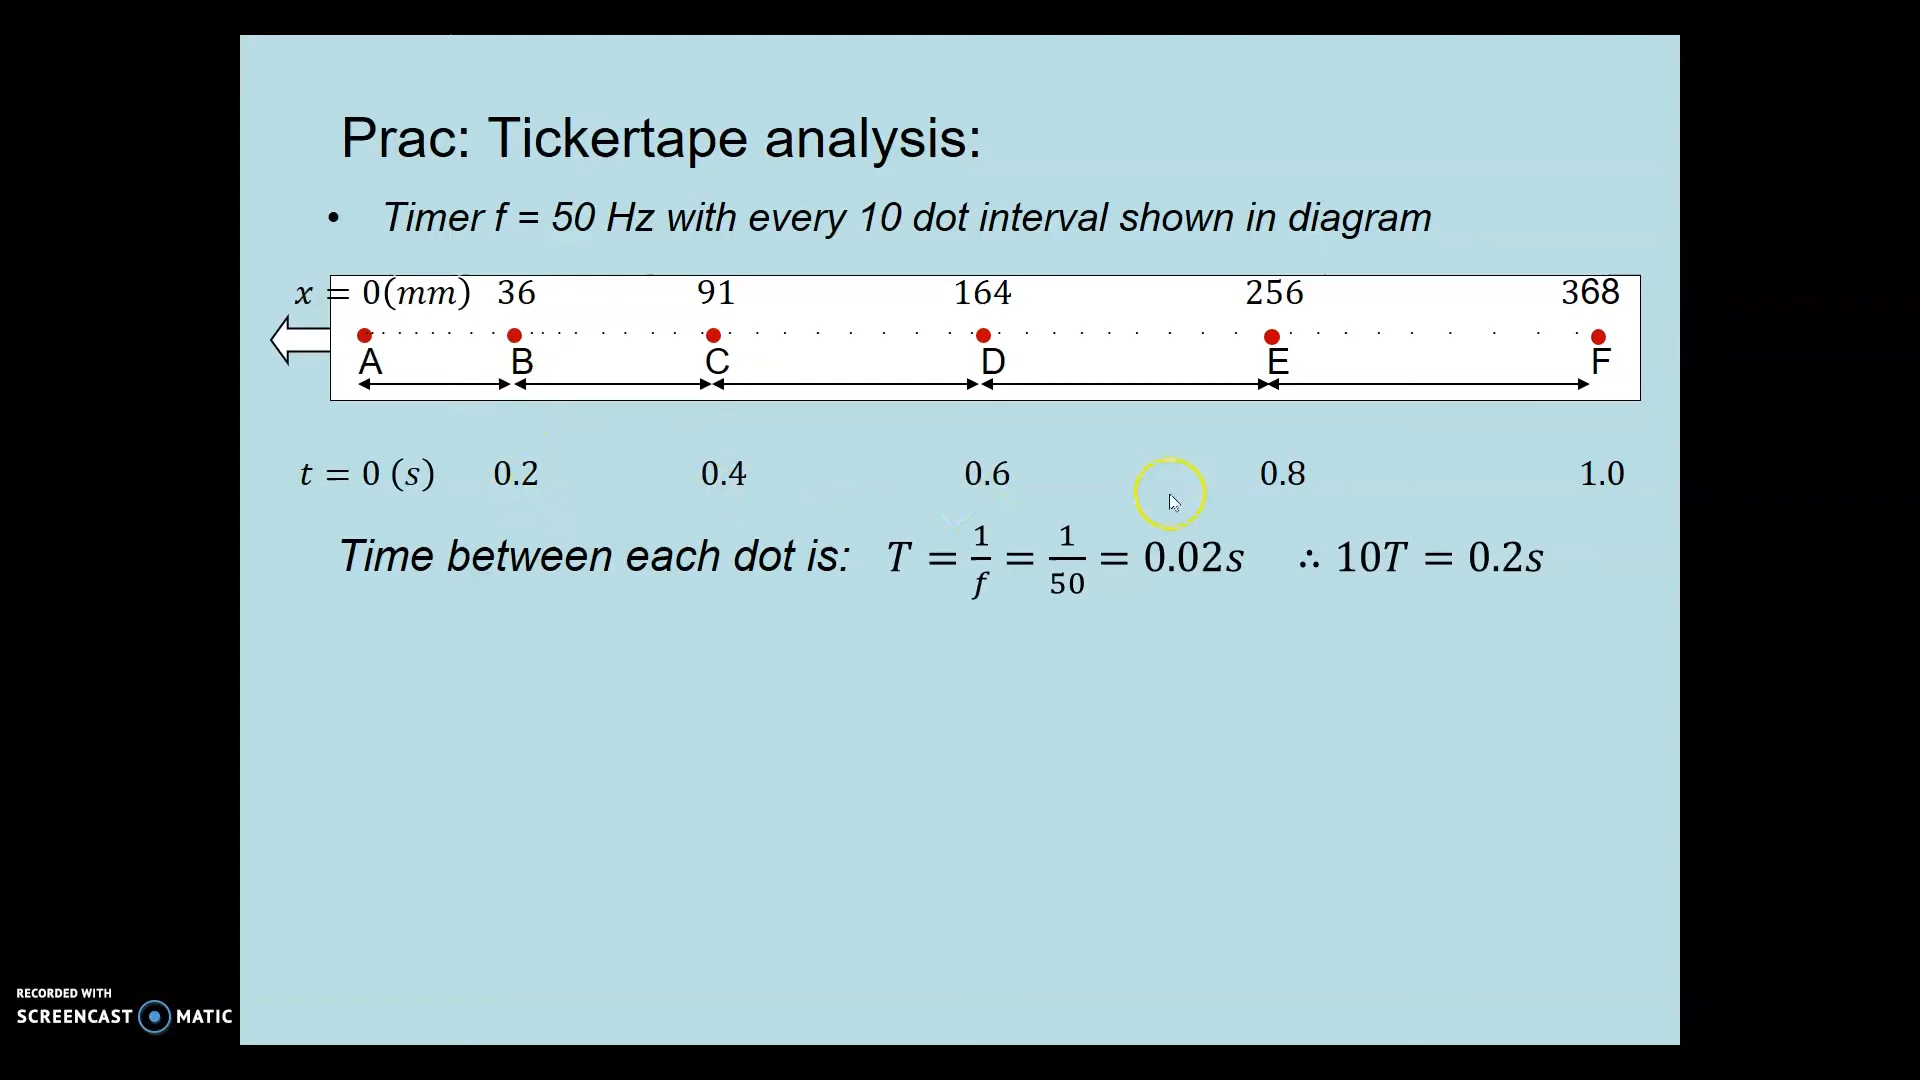 Prac: Tickertape analysis:
• Timer f = 50 Hz with every 10 dot interval shown in diagram
x = 0(mm) 36 91 164 256 368
A B C D E F
t = 0 (s) 0.2 0.4 0.6 0.8 1.0
Time between each dot is: T = 1/f = 1/50 = 0.02s ∴ 10T = 0.2s
RECORDED WITH
SCREENCAST MATIC